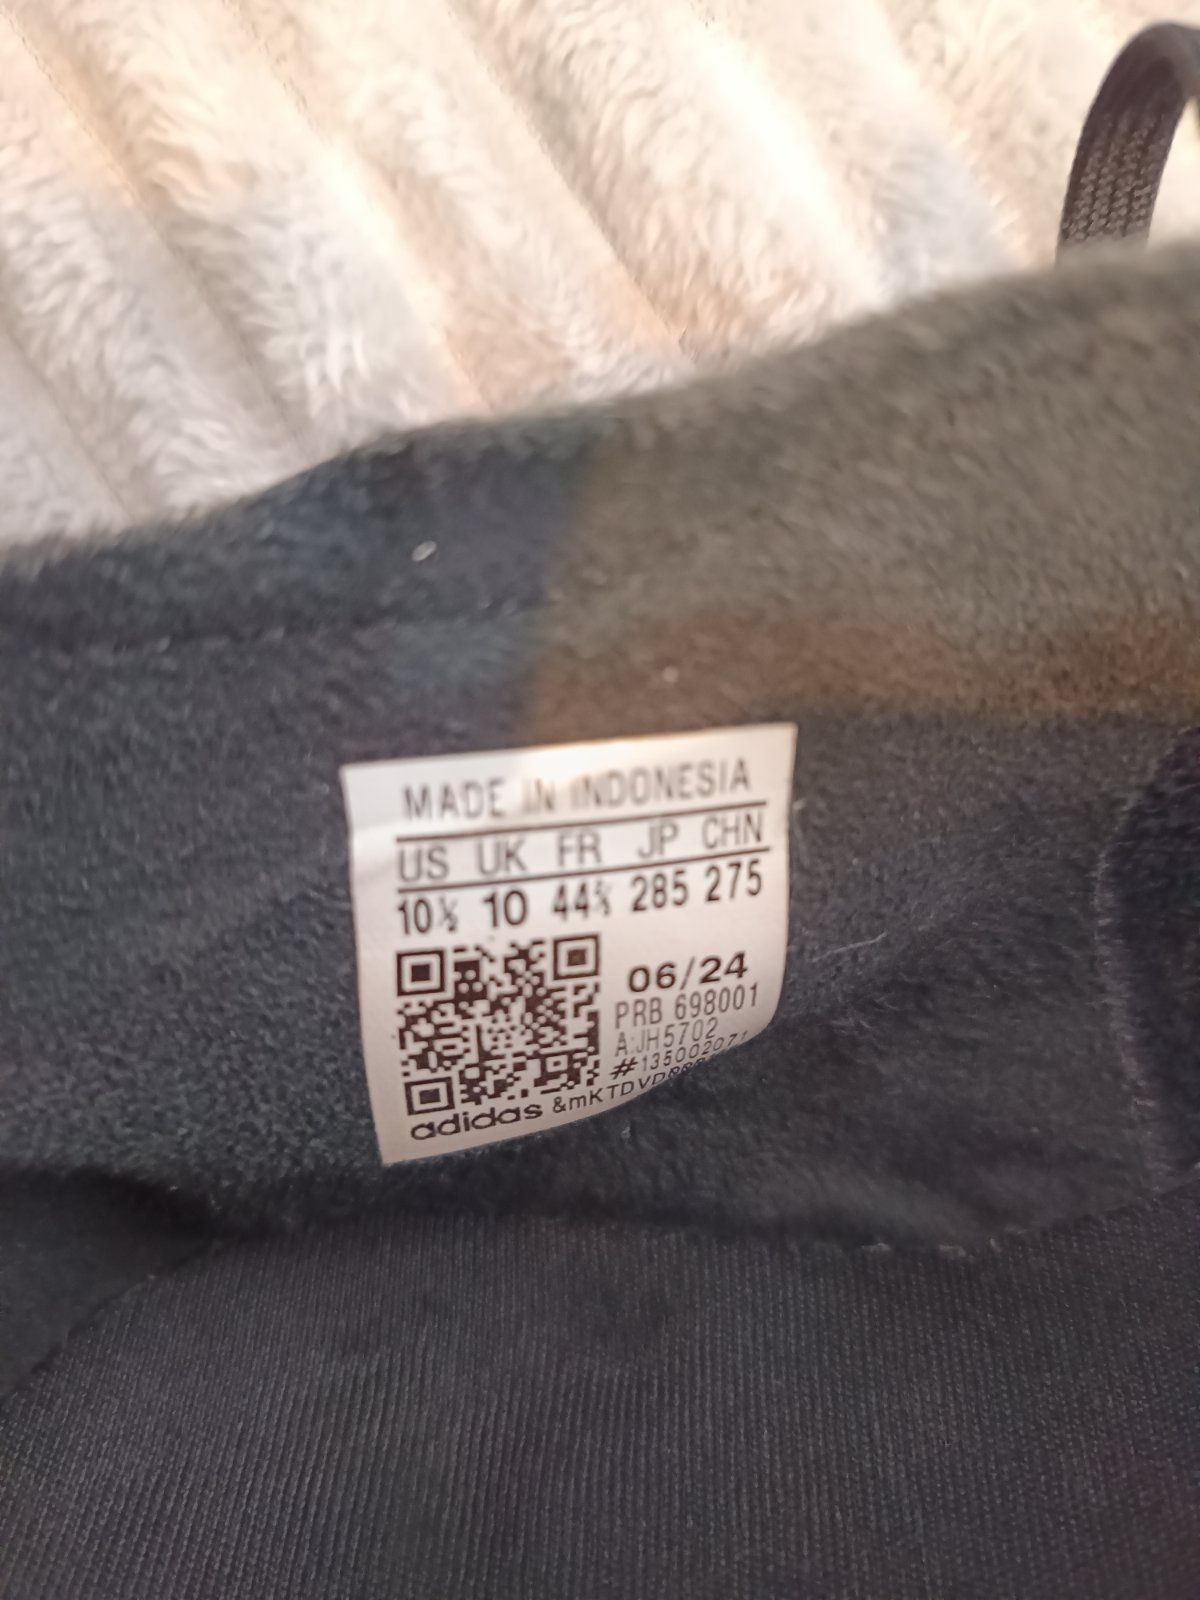 MADE IN INDONESIA
US UK FR JP CHN
10½ 10 44⅔ 285 275
06/24
PRB 698001
A:JH5702
#135002071
adidas